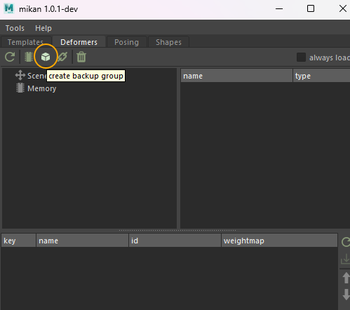 mikan 1.0.1-dev
Tools Help
Templates Deformers Posing Shapes
create backup group
always load
Scene
name type
Memory
key name id weightmap